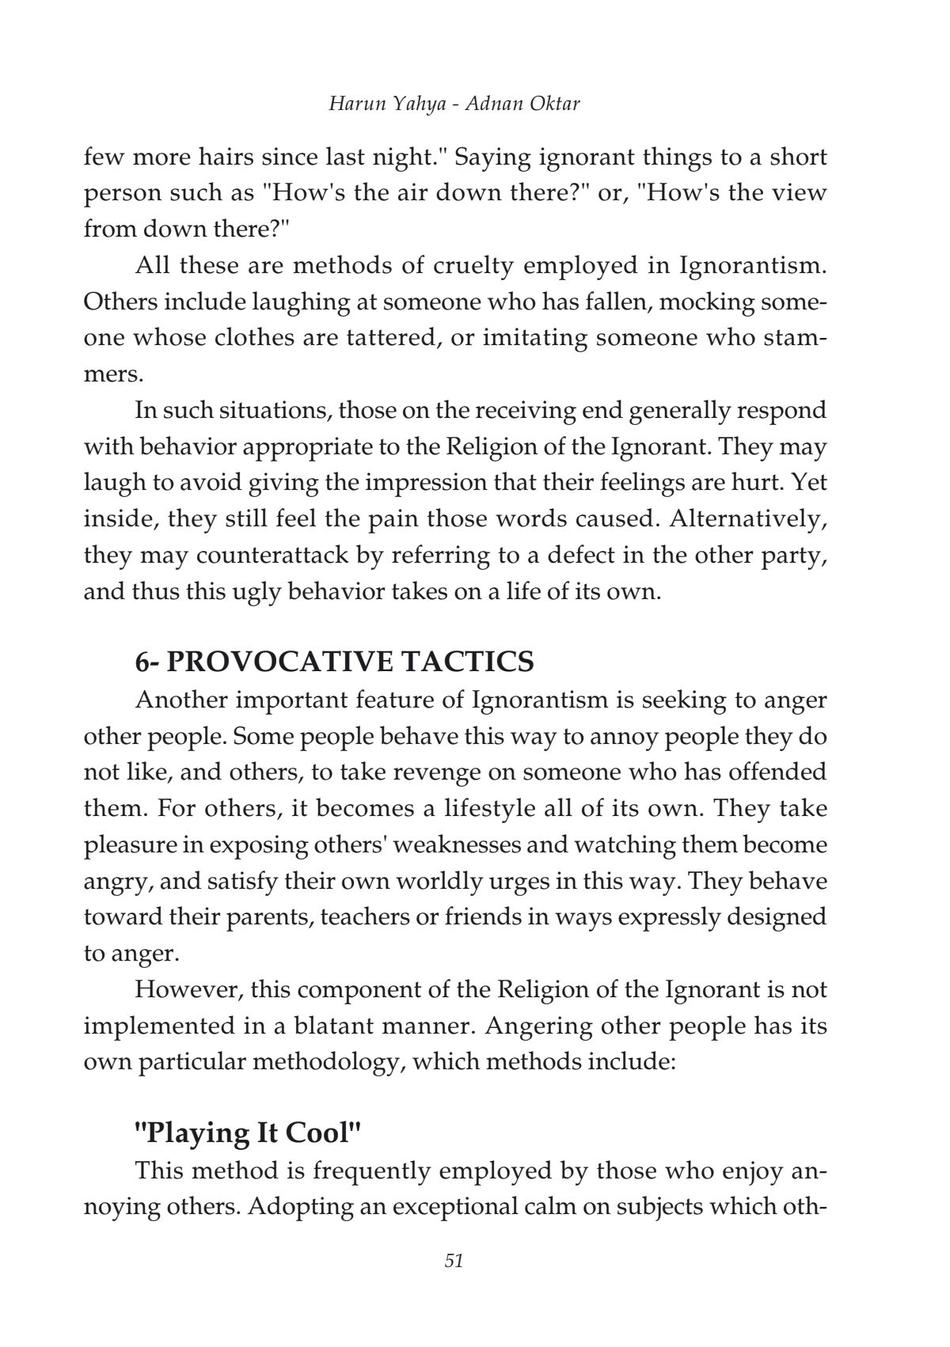 Harun Yahya - Adnan Oktar
few more hairs since last night." Saying ignorant things to a short
person such as "How's the air down there?" or, "How's the view
from down there?"
All these are methods of cruelty employed in Ignorantism.
Others include laughing at someone who has fallen, mocking some-
one whose clothes are tattered, or imitating someone who stam-
mers.
In such situations, those on the receiving end generally respond
with behavior appropriate to the Religion of the Ignorant. They may
laugh to avoid giving the impression that their feelings are hurt. Yet
inside, they still feel the pain those words caused. Alternatively,
they may counterattack by referring to a defect in the other party,
and thus this ugly behavior takes on a life of its own.
6- PROVOCATIVE TACTICS
Another important feature of Ignorantism is seeking to anger
other people. Some people behave this way to annoy people they do
not like, and others, to take revenge on someone who has offended
them. For others, it becomes a lifestyle all of its own. They take
pleasure in exposing others' weaknesses and watching them become
angry, and satisfy their own worldly urges in this way. They behave
toward their parents, teachers or friends in ways expressly designed
to anger.
However, this component of the Religion of the Ignorant is not
implemented in a blatant manner. Angering other people has its
own particular methodology, which methods include:
"Playing It Cool"
This method is frequently employed by those who enjoy an-
noying others. Adopting an exceptional calm on subjects which oth-
51